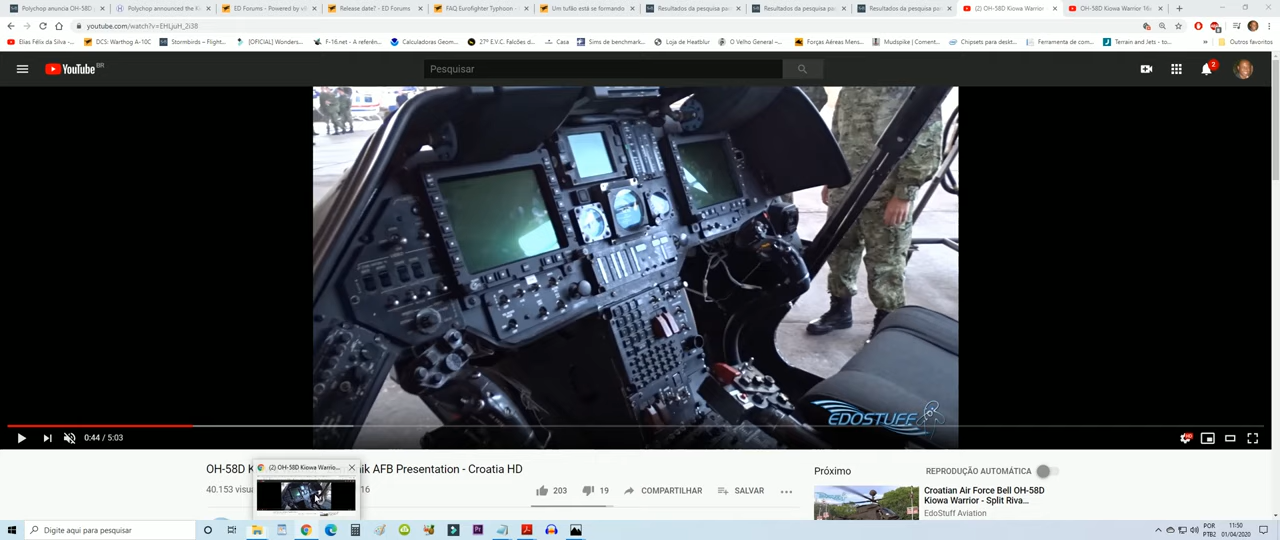 Polychop anuncia OH-58D
Polychop announced the Ki
ED Forums - Powered by v
Release date? - ED Forums
FAQ Eurofighter Typhoon -
Um tufão está se formando
Resultados da pesquisa pa
Resultados da pesquisa pa
Resultados da pesquisa pa
(2) OH-58D Kiowa Warrior
OH-58D Kiowa Warrior
youtube.com/watch?v=EHLjuH_2i38
Elias Félix da Silva -...
DCS: Warthog A-10C
Stormbirds – Flight...
[OFICIAL] Wonders...
F-16.net - A referên...
Calculadoras Geom...
27º E.V.C. Falcões d...
Casa
Sims de benchmark...
Loja de Heatblur
O Velho General –...
Forças Aéreas Mens...
Mudspike | Coment...
Chipsets para deskt...
Ferramenta de com...
Terrain and Jets - to...
»
Outros favoritos
YouTube BR
Pesquisar
2
EDOSTUFF
0:44 / 5:03
OH-58D K
nik AFB Presentation - Croatia HD
(2) OH-58D Kiowa Warrio...
40.153 visu
16
203
19
COMPARTILHAR
SALVAR
Próximo
REPRODUÇÃO AUTOMÁTICA
Croatian Air Force Bell OH-58D
Kiowa Warrior - Split Riva...
EdoStuff Aviation
Digite aqui para pesquisar
Pr
POR
PTB2
11:50
01/04/2020